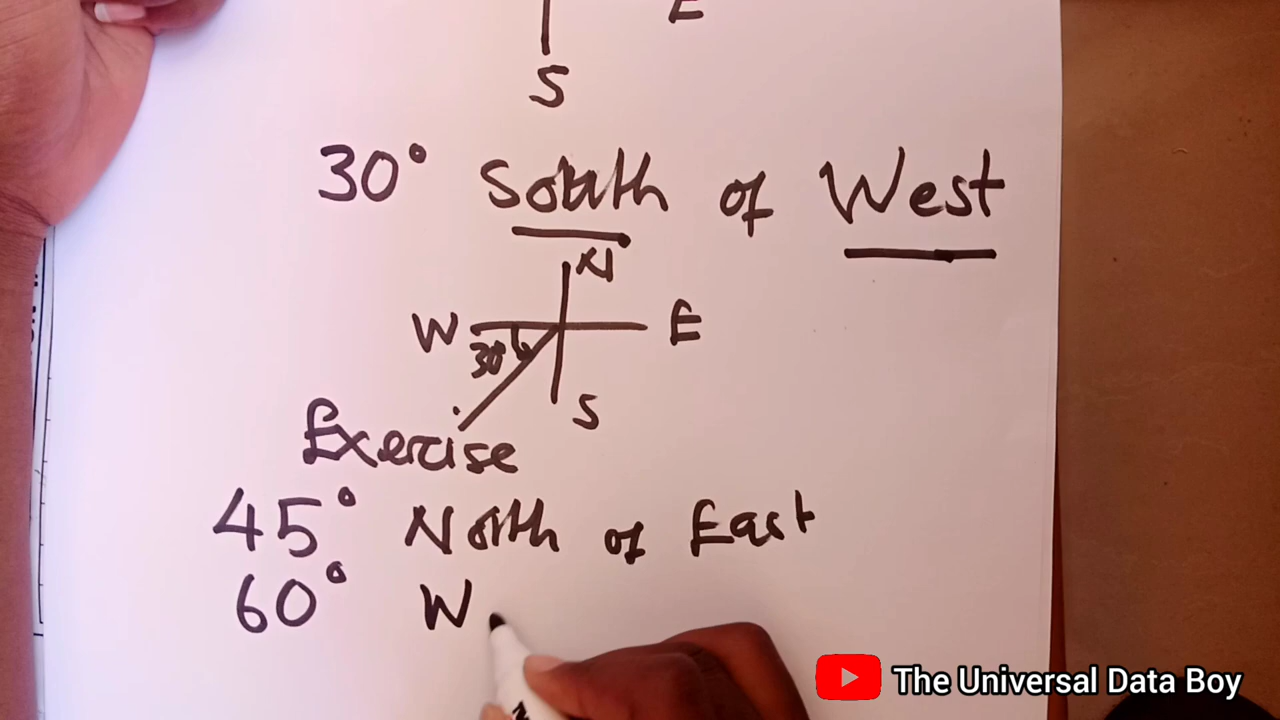 E
S
30° South of West
N
W E
30°
S
Exercise
45° North of East
60° W
The Universal Data Boy